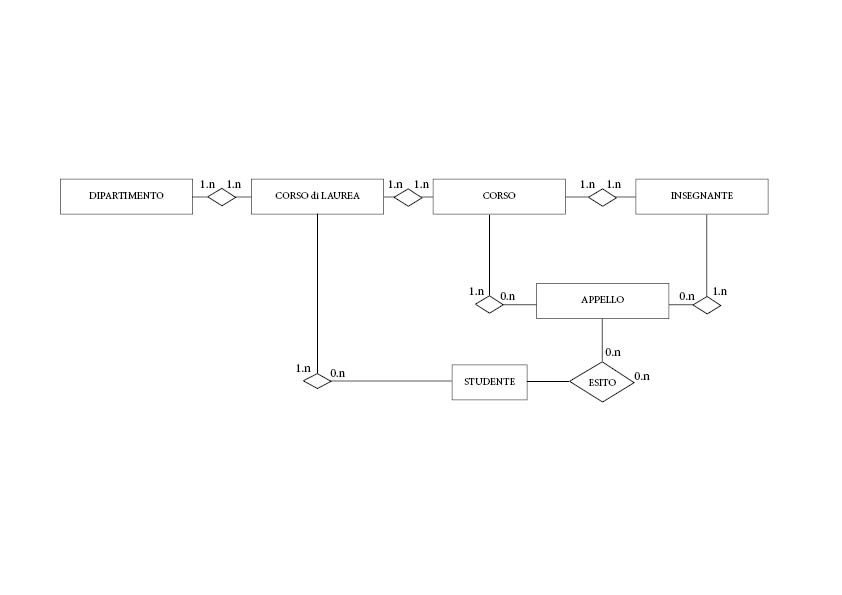 1.n 1.n 1.n 1.n 1.n 1.n
DIPARTIMENTO CORSO di LAUREA CORSO INSEGNANTE
1.n 0.n APPELLO 0.n 1.n
0.n
1.n 0.n STUDENTE ESITO 0.n